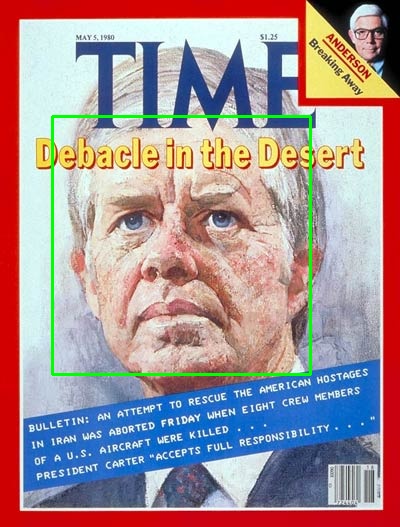 MAY 5, 1980
$1.25
TIME
ANDERSON
Breaking Away
Debacle in the Desert
BULLETIN: AN ATTEMPT TO RESCUE THE AMERICAN HOSTAGES
IN IRAN WAS ABORTED FRIDAY WHEN EIGHT CREW MEMBERS
OF A U.S. AIRCRAFT WERE KILLED . . .
PRESIDENT CARTER "ACCEPTS FULL RESPONSIBILITY . . . "
18